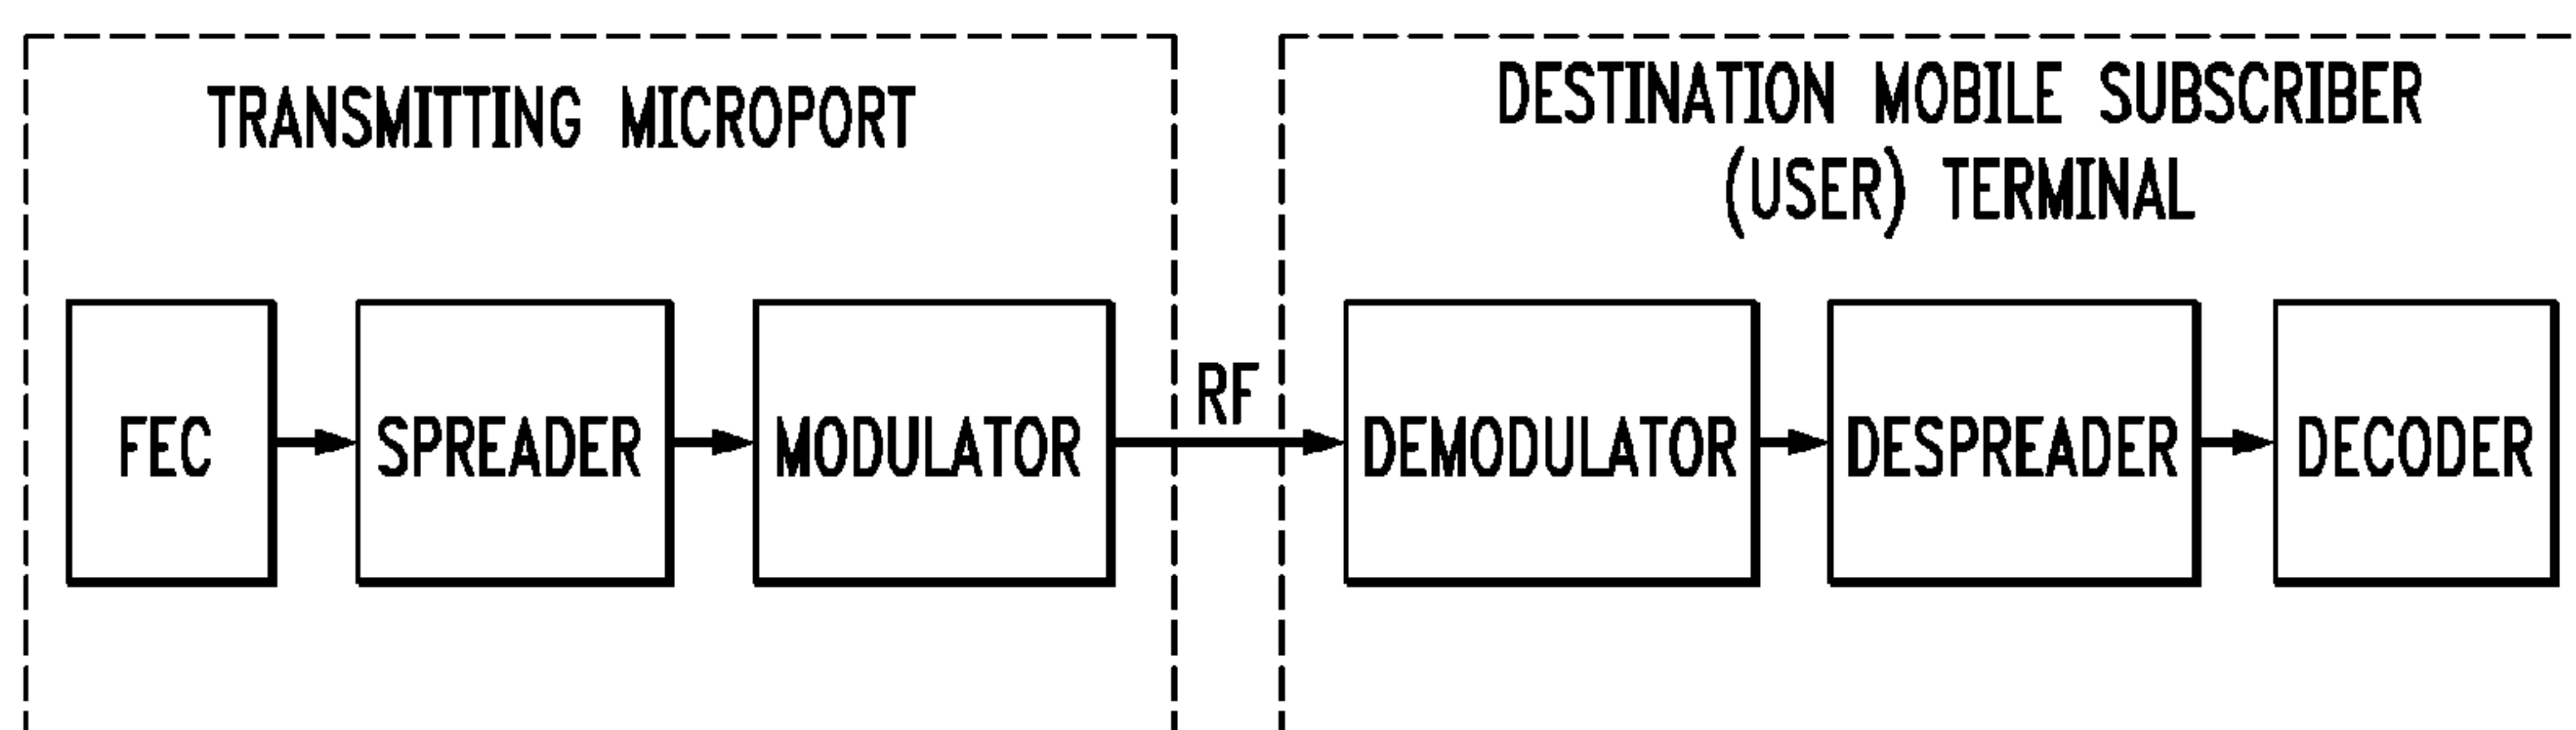 TRANSMITTING MICROPORT
DESTINATION MOBILE SUBSCRIBER
(USER) TERMINAL
FEC
SPREADER
MODULATOR
RF
DEMODULATOR
DESPREADER
DECODER